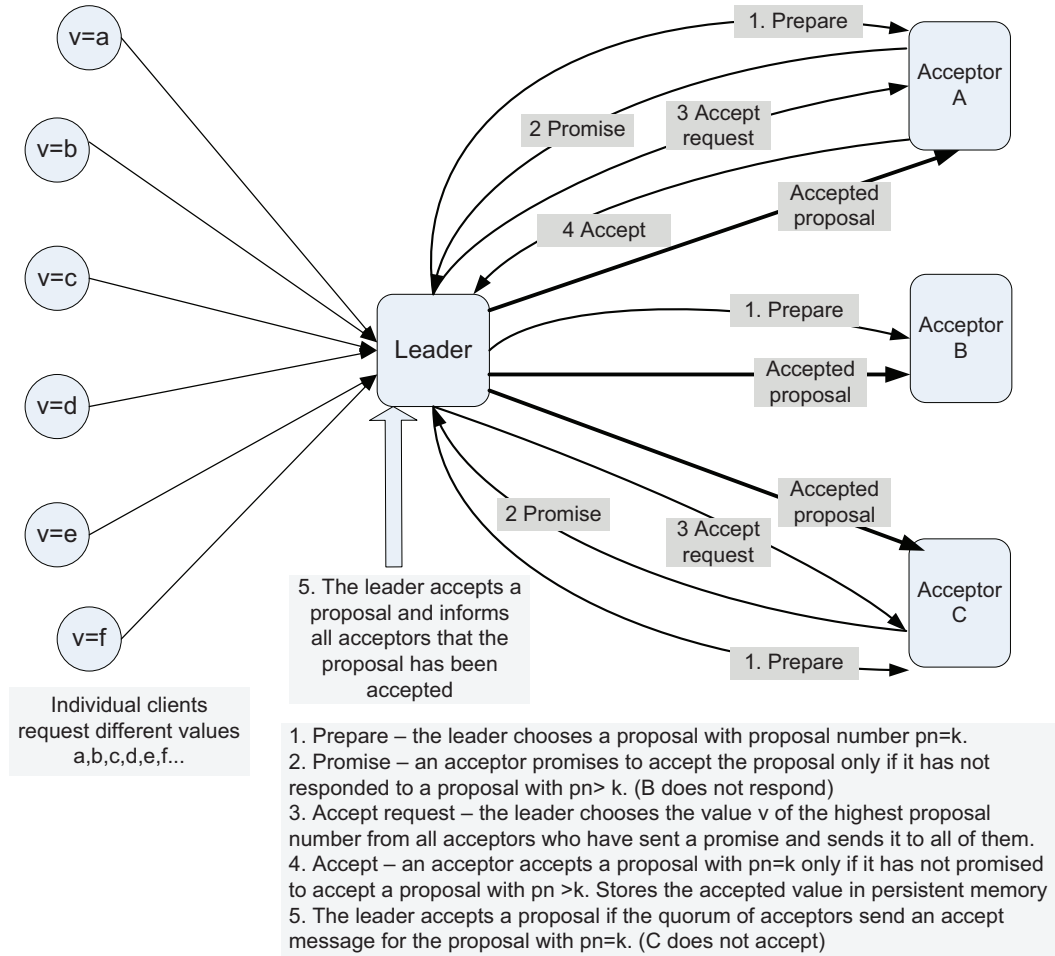 v=a
v=b
v=c
v=d
v=e
v=f
Individual clients
request different values
a,b,c,d,e,f...
Leader
5. The leader accepts a
proposal and informs
all acceptors that the
proposal has been
accepted
1. Prepare
2 Promise
3 Accept
request
4 Accept
Accepted
proposal
Acceptor
A
1. Prepare
Accepted
proposal
Acceptor
B
Accepted
proposal
2 Promise
3 Accept
request
1. Prepare
Acceptor
C
1. Prepare – the leader chooses a proposal with proposal number pn=k.
2. Promise – an acceptor promises to accept the proposal only if it has not
responded to a proposal with pn> k. (B does not respond)
3. Accept request – the leader chooses the value v of the highest proposal
number from all acceptors who have sent a promise and sends it to all of them.
4. Accept – an acceptor accepts a proposal with pn=k only if it has not promised
to accept a proposal with pn >k. Stores the accepted value in persistent memory
5. The leader accepts a proposal if the quorum of acceptors send an accept
message for the proposal with pn=k. (C does not accept)